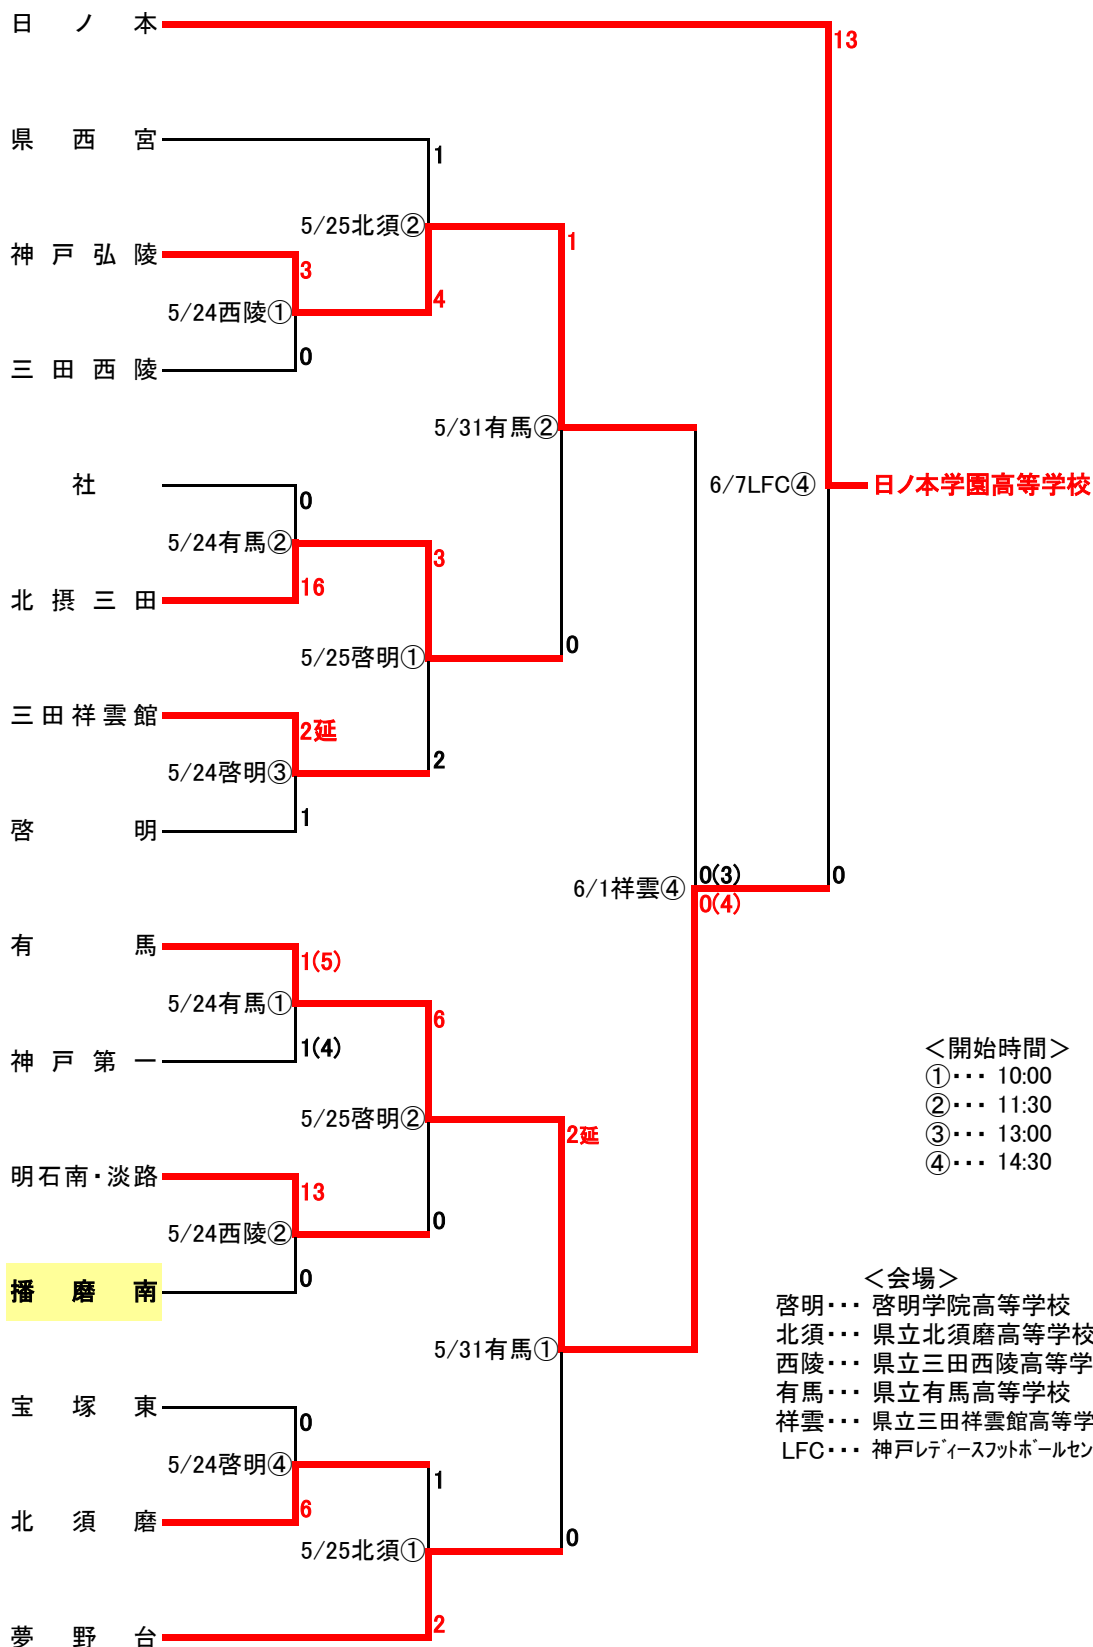 日ノ本
13
県西宮
1
5/25北須②
神戸弘陵
1
3
4
5/24西陵①
0
三田西陵
5/31有馬②
社
6/7LFC④
日ノ本学園高等学校
0
5/24有馬②
3
16
北摂三田
0
5/25啓明①
三田祥雲館
2延
2
5/24啓明③
1
啓明
0(3)
0
6/1祥雲④
0(4)
有馬
1(5)
5/24有馬①
6
1(4)
神戸第一
<開始時間>
①・・・ 10:00
②・・・ 11:30
③・・・ 13:00
④・・・ 14:30
5/25啓明②
2延
明石南・淡路
13
0
5/24西陵②
0
播磨南
<会場>
啓明・・・ 啓明学院高等学校
北須・・・ 県立北須磨高等学校
西陵・・・ 県立三田西陵高等学
有馬・・・ 県立有馬高等学校
祥雲・・・ 県立三田祥雲館高等学
LFC・・・ 神戸レディースフットボールセン
5/31有馬①
宝塚東
0
5/24啓明④
1
6
北須磨
0
5/25北須①
2
夢野台